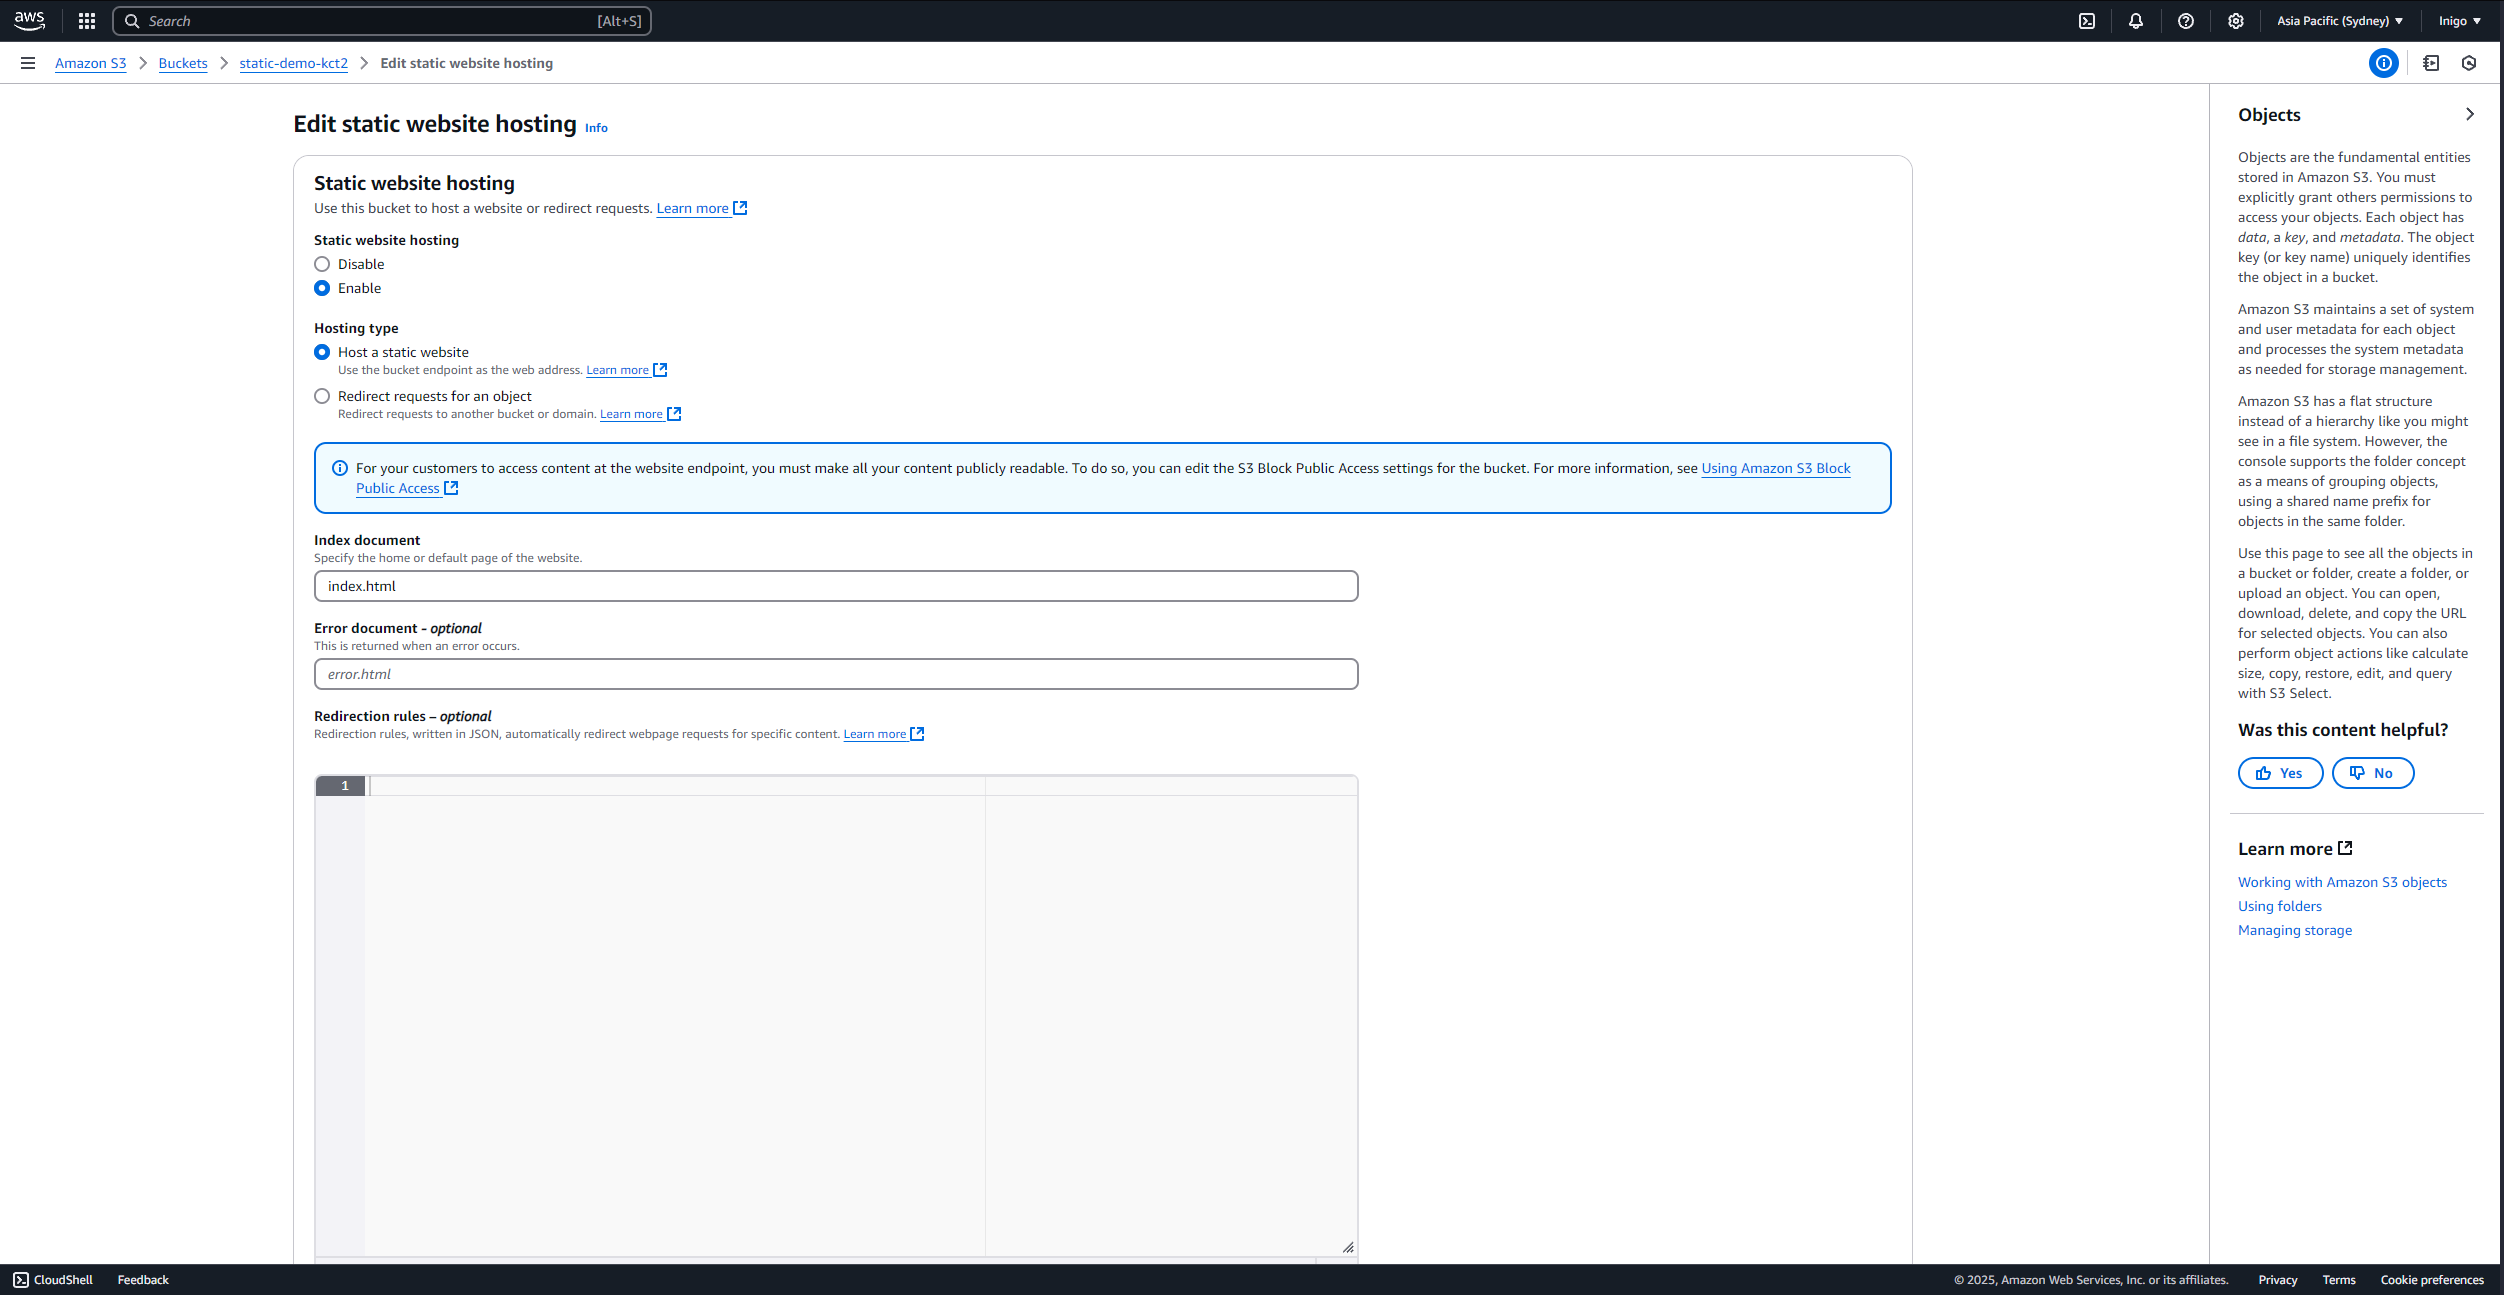 aws
Search [Alt+S]
Asia Pacific (Sydney)
Inigo
Amazon S3 > Buckets > static-demo-kct2 > Edit static website hosting
Edit static website hosting Info
Static website hosting
Use this bucket to host a website or redirect requests. Learn more
Static website hosting
Disable
Enable
Hosting type
Host a static website
Use the bucket endpoint as the web address. Learn more
Redirect requests for an object
Redirect requests to another bucket or domain. Learn more
For your customers to access content at the website endpoint, you must make all your content publicly readable. To do so, you can edit the S3 Block Public Access settings for the bucket. For more information, see Using Amazon S3 Block
Public Access
Index document
Specify the home or default page of the website.
index.html
Error document - optional
This is returned when an error occurs.
error.html
Redirection rules – optional
Redirection rules, written in JSON, automatically redirect webpage requests for specific content. Learn more
1
Objects
Objects are the fundamental entities
stored in Amazon S3. You must
explicitly grant others permissions to
access your objects. Each object has
data, a key, and metadata. The object
key (or key name) uniquely identifies
the object in a bucket.
Amazon S3 maintains a set of system
and user metadata for each object
and processes the system metadata
as needed for storage management.
Amazon S3 has a flat structure
instead of a hierarchy like you might
see in a file system. However, the
console supports the folder concept
as a means of grouping objects,
using a shared name prefix for
objects in the same folder.
Use this page to see all the objects in
a bucket or folder, create a folder, or
upload an object. You can open,
download, delete, and copy the URL
for selected objects. You can also
perform object actions like calculate
size, copy, restore, edit, and query
with S3 Select.
Was this content helpful?
Yes
No
Learn more
Working with Amazon S3 objects
Using folders
Managing storage
CloudShell Feedback
© 2025, Amazon Web Services, Inc. or its affiliates. Privacy Terms Cookie preferences